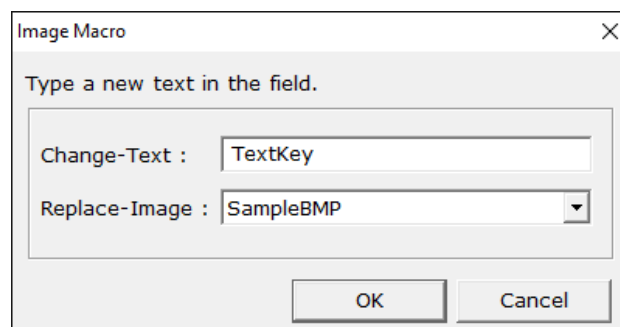 Image Macro
Type a new text in the field.
Change-Text : TextKey
Replace-Image : SampleBMP
OK Cancel